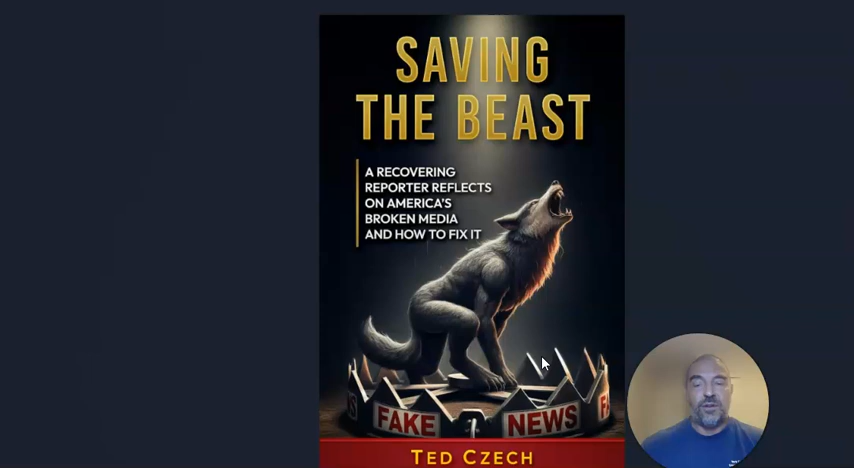 SAVING
THE BEAST
A RECOVERING
REPORTER REFLECTS
ON AMERICA'S
BROKEN MEDIA
AND HOW TO FIX IT
FAKE NEWS
TED CZECH